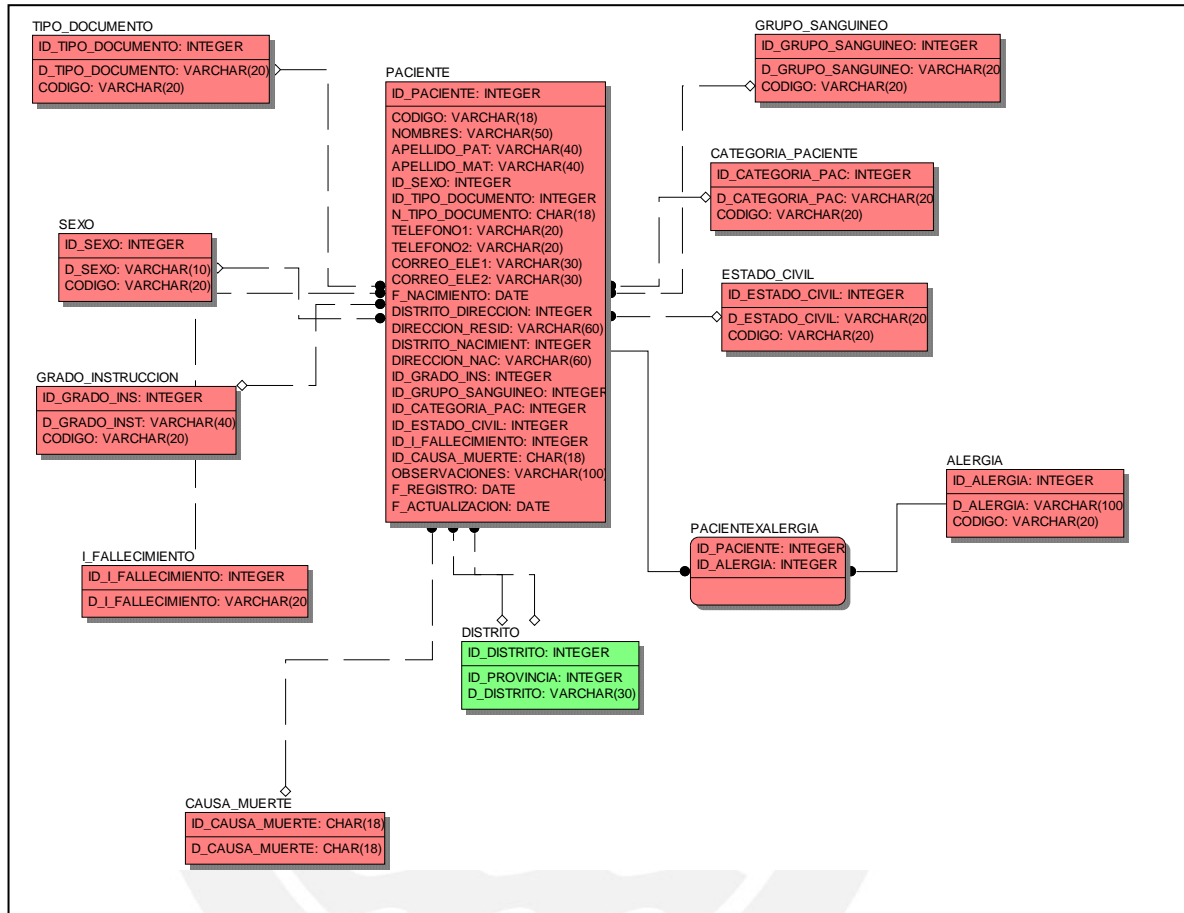 TIPO_DOCUMENTO
ID_TIPO_DOCUMENTO: INTEGER
D_TIPO_DOCUMENTO: VARCHAR(20)
CODIGO: VARCHAR(20)
GRUPO_SANGUINEO
ID_GRUPO_SANGUINEO: INTEGER
D_GRUPO_SANGUINEO: VARCHAR(20
CODIGO: VARCHAR(20)
PACIENTE
ID_PACIENTE: INTEGER
CODIGO: VARCHAR(18)
NOMBRES: VARCHAR(50)
APELLIDO_PAT: VARCHAR(40)
APELLIDO_MAT: VARCHAR(40)
ID_SEXO: INTEGER
ID_TIPO_DOCUMENTO: INTEGER
N_TIPO_DOCUMENTO: CHAR(18)
TELEFONO1: VARCHAR(20)
TELEFONO2: VARCHAR(20)
CORREO_ELE1: VARCHAR(30)
CORREO_ELE2: VARCHAR(30)
F_NACIMIENTO: DATE
DISTRITO_DIRECCION: INTEGER
DIRECCION_RESID: VARCHAR(60)
DISTRITO_NACIMIENT: INTEGER
DIRECCION_NAC: VARCHAR(60)
ID_GRADO_INS: INTEGER
ID_GRUPO_SANGUINEO: INTEGER
ID_CATEGORIA_PAC: INTEGER
ID_ESTADO_CIVIL: INTEGER
ID_I_FALLECIMIENTO: INTEGER
ID_CAUSA_MUERTE: CHAR(18)
OBSERVACIONES: VARCHAR(100)
F_REGISTRO: DATE
F_ACTUALIZACION: DATE
CATEGORIA_PACIENTE
ID_CATEGORIA_PAC: INTEGER
D_CATEGORIA_PAC: VARCHAR(20
CODIGO: VARCHAR(20)
SEXO
ID_SEXO: INTEGER
D_SEXO: VARCHAR(10)
CODIGO: VARCHAR(20)
ESTADO_CIVIL
ID_ESTADO_CIVIL: INTEGER
D_ESTADO_CIVIL: VARCHAR(20
CODIGO: VARCHAR(20)
GRADO_INSTRUCCION
ID_GRADO_INS: INTEGER
D_GRADO_INST: VARCHAR(40)
CÓDIGO: VARCHAR(20)
ALERGIA
ID_ALERGIA: INTEGER
D_ALERGIA: VARCHAR(100
CODIGO: VARCHAR(20)
PACIENTEXALERGIA
ID_PACIENTE: INTEGER
ID_ALERGIA: INTEGER
I_FALLECIMIENTO
ID_I_FALLECIMIENTO: INTEGER
D_I_FALLECIMIENTO: VARCHAR(20
DISTRITO
ID_DISTRITO: INTEGER
ID_PROVINCIA: INTEGER
D_DISTRITO: VARCHAR(30)
CAUSA_MUERTE
ID_CAUSA_MUERTE: CHAR(18)
D_CAUSA_MUERTE: CHAR(18)